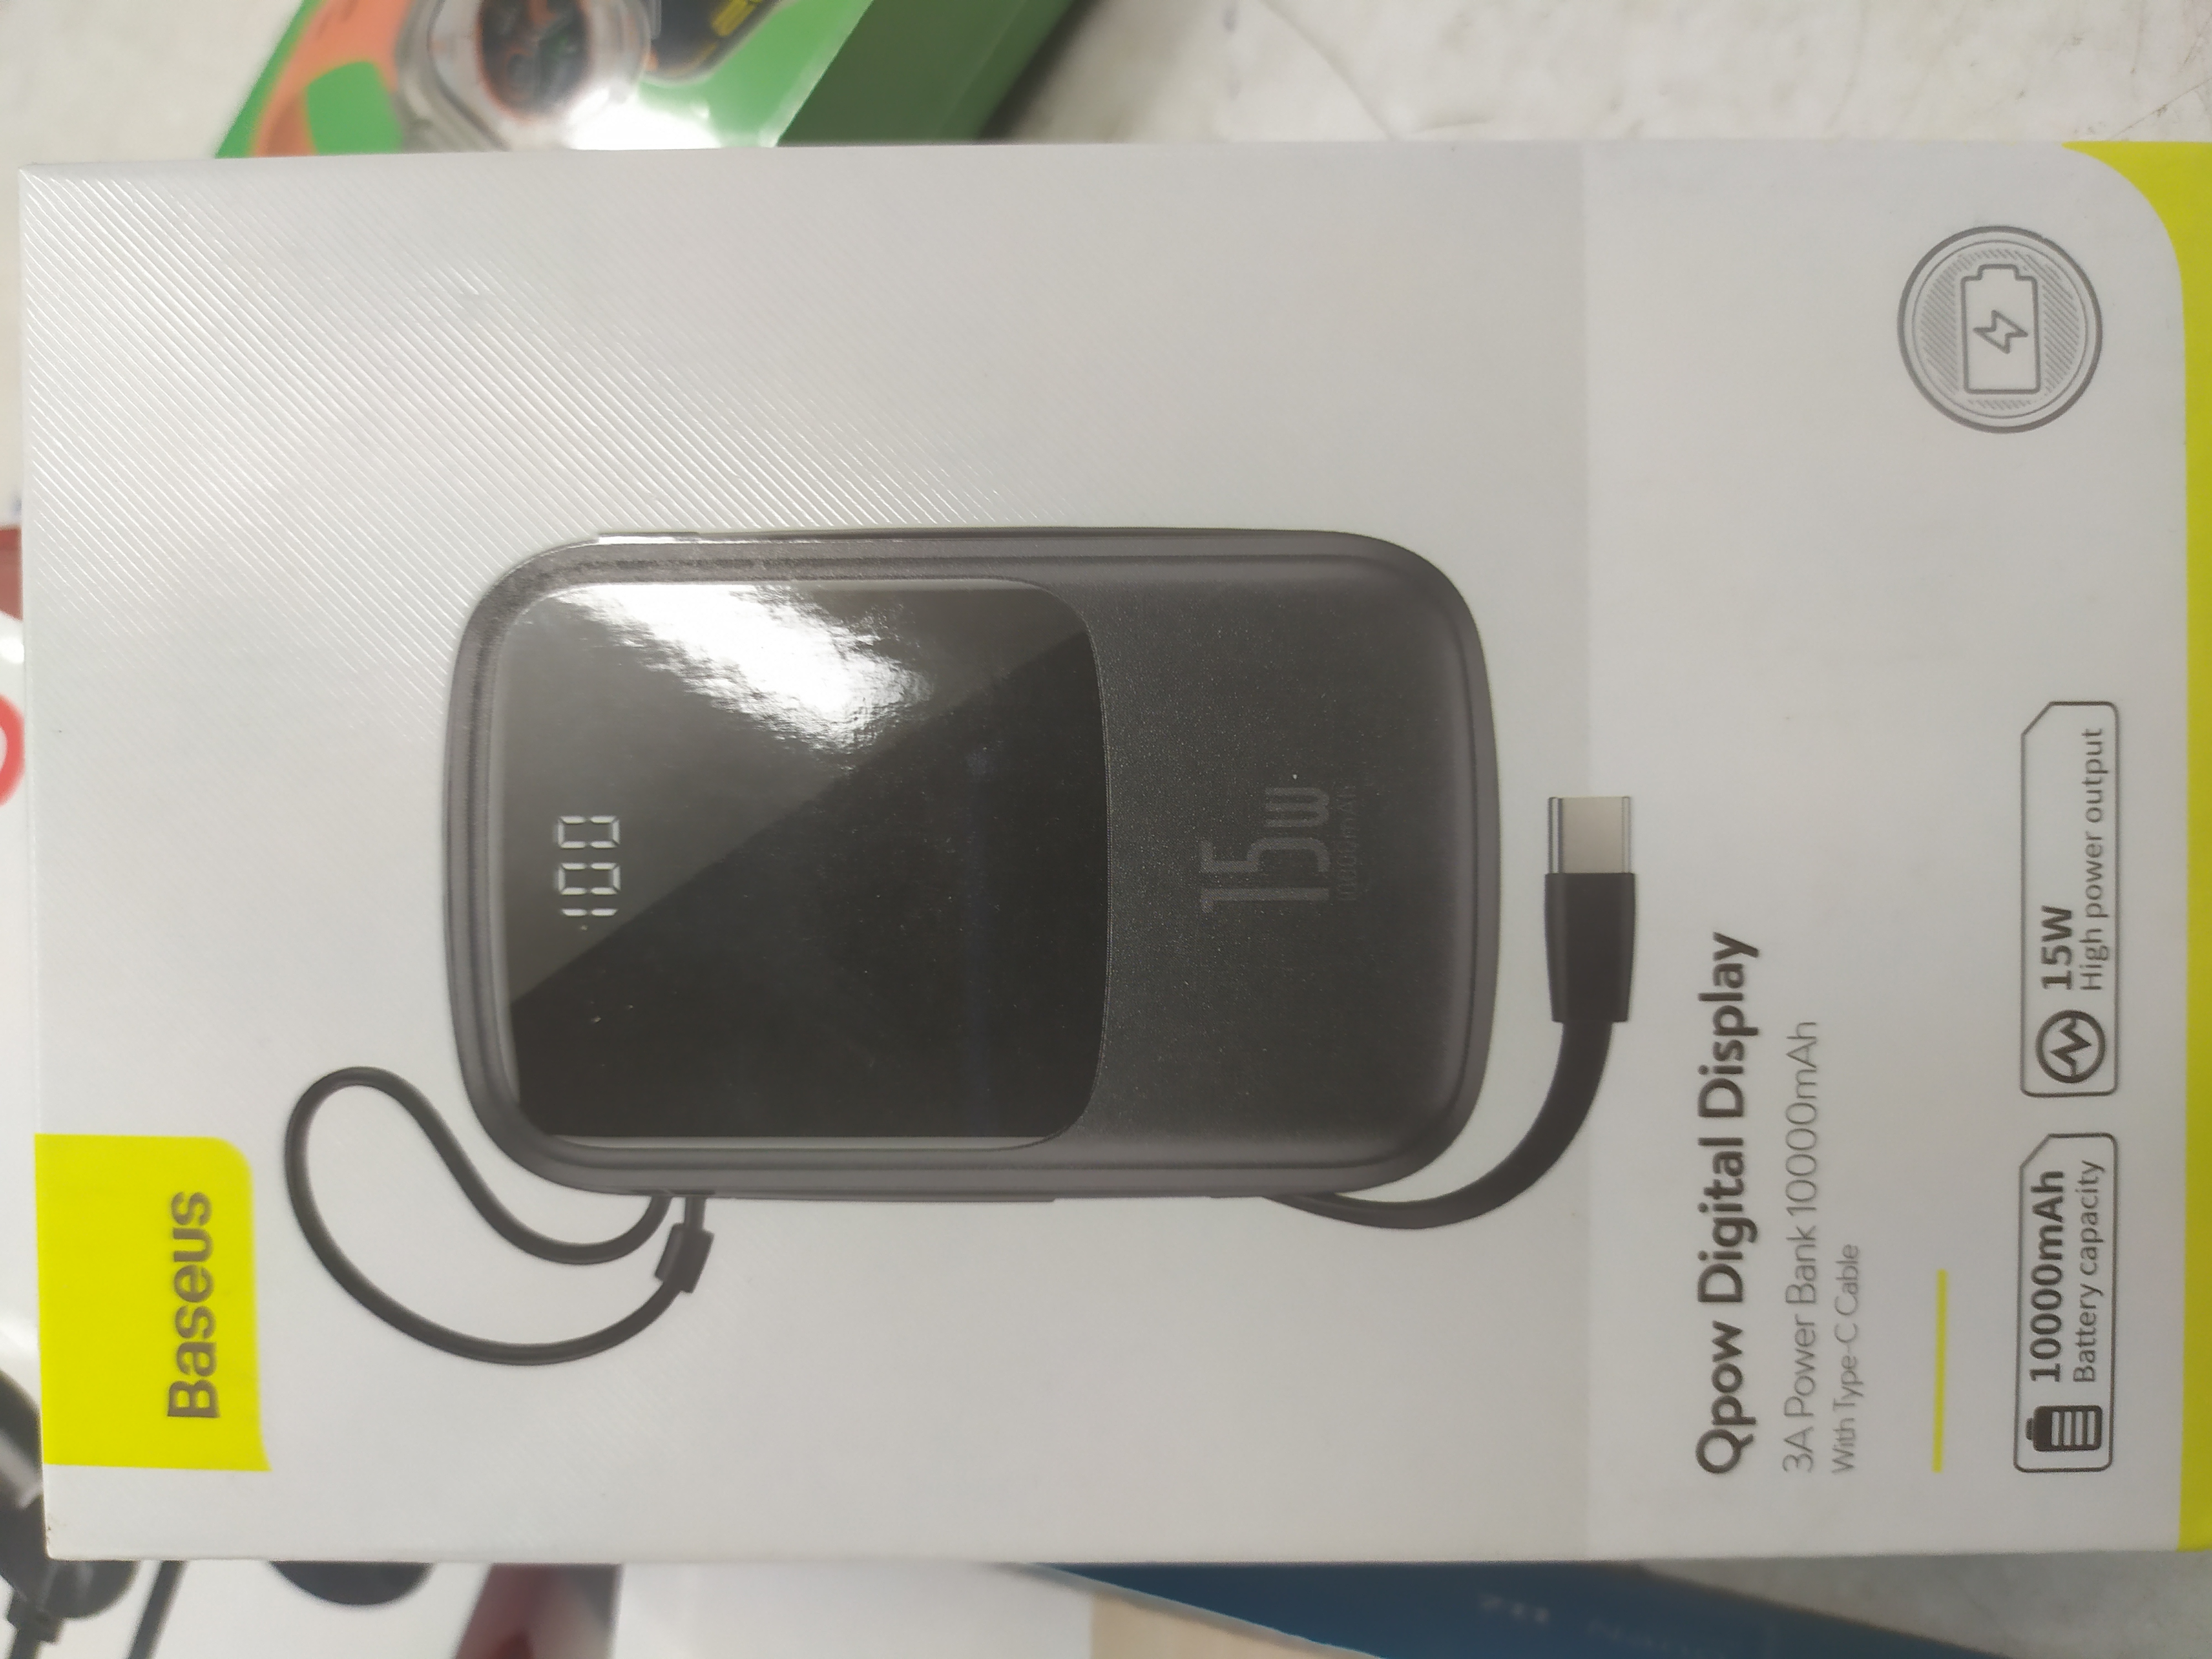 Baseus
100
15w
10000mAh
Qpow Digital Display
3A Power Bank 10000mAh
With Type-C Cable
10000mAh
Battery capacity
15W
High power output